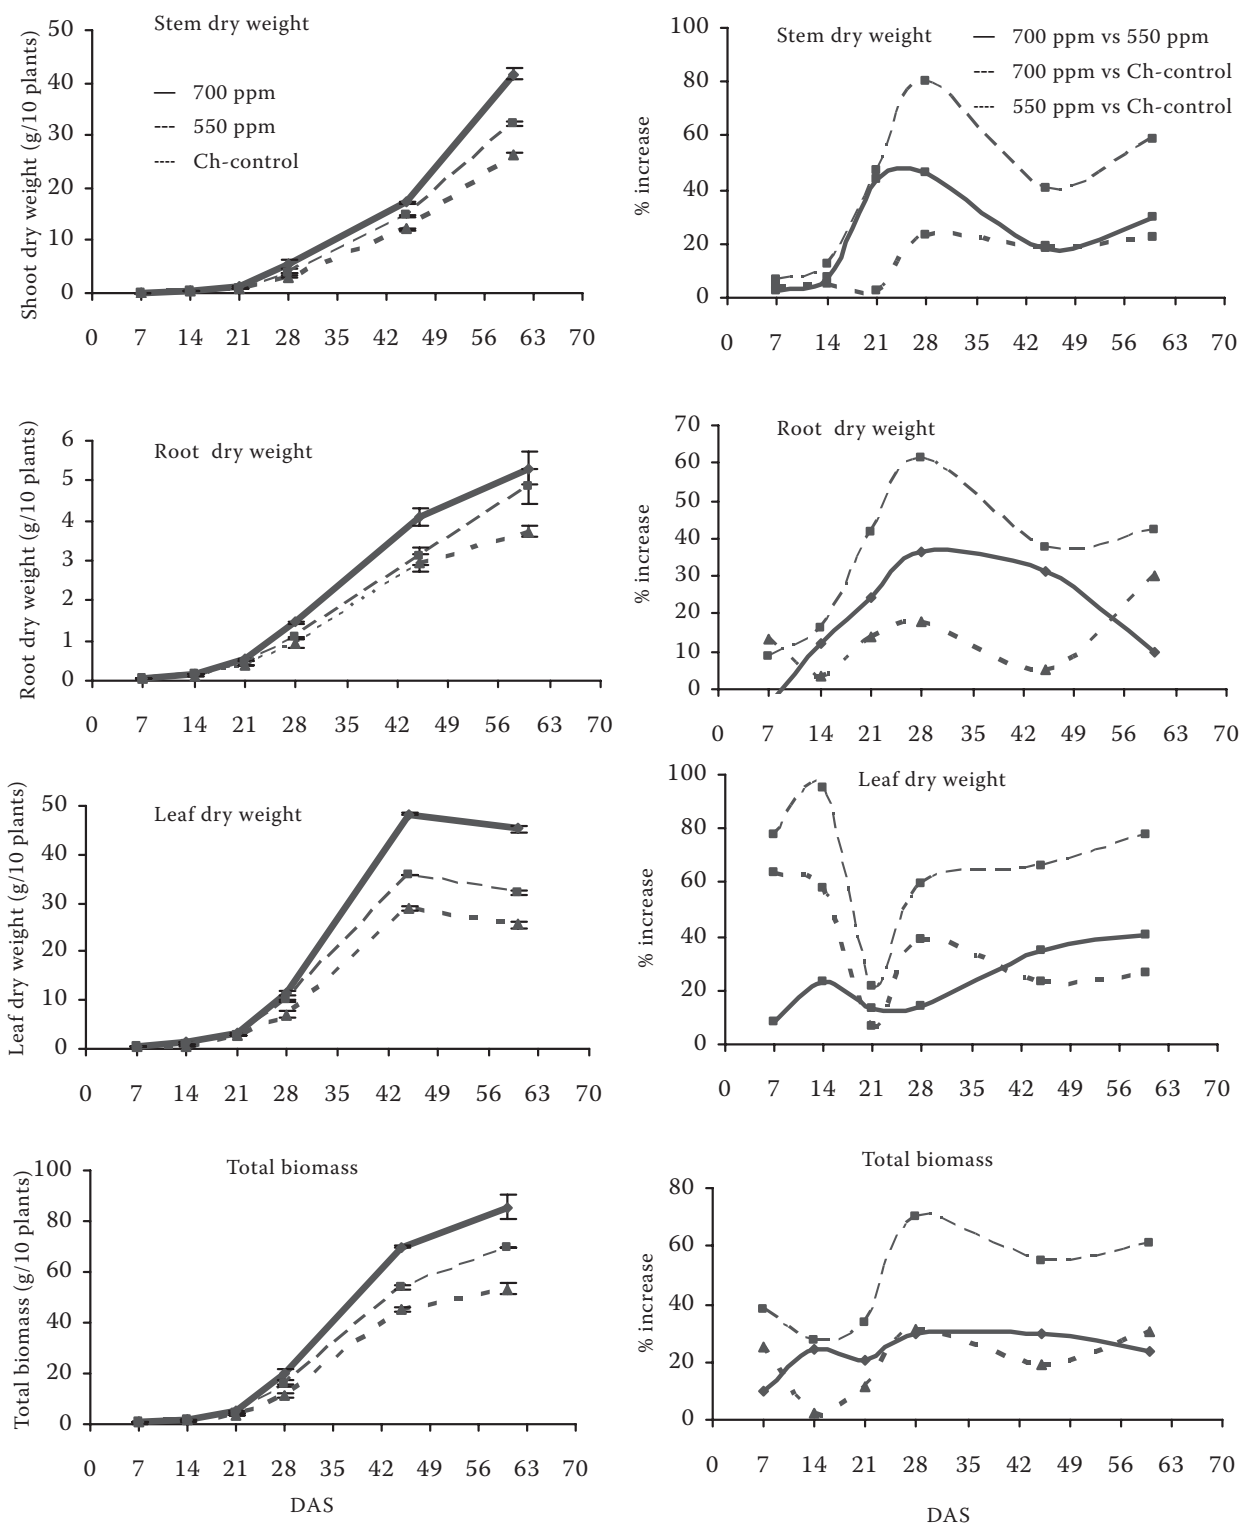 Stem dry weight
Shoot dry weight (g/10 plants)
50
40
30
20
10
0
700 ppm
550 ppm
Ch-control
0 7 14 21 28 35 42 49 56 63 70
Stem dry weight
% increase
100
80
60
40
20
0
700 ppm vs 550 ppm
700 ppm vs Ch-control
550 ppm vs Ch-control
0 7 14 21 28 35 42 49 56 63 70
Root dry weight
Root dry weight (g/10 plants)
6
5
4
3
2
1
0
0 7 14 21 28 35 42 49 56 63 70
Root dry weight
% increase
70
60
50
40
30
20
10
0
0 7 14 21 28 35 42 49 56 63 70
Leaf dry weight
Leaf dry weight (g/10 plants)
50
40
30
20
10
0
0 7 14 21 28 35 42 49 56 63 70
Leaf dry weight
% increase
100
80
60
40
20
0
0 7 14 21 28 35 42 49 56 63 70
Total biomass
Total biomass (g/10 plants)
100
80
60
40
20
0
0 7 14 21 28 35 42 49 56 63 70
DAS
Total biomass
% increase
80
60
40
20
0
0 7 14 21 28 35 42 49 56 63 70
DAS